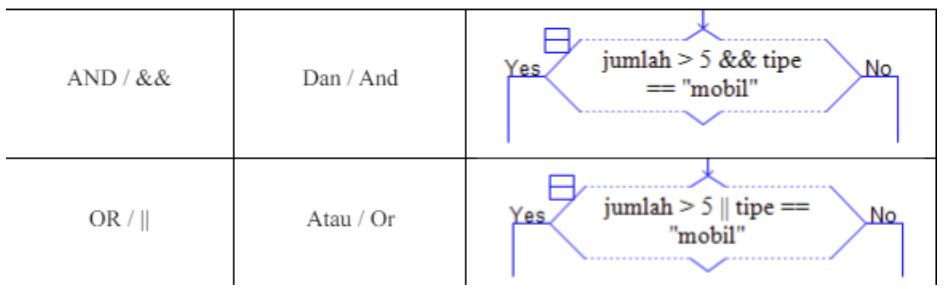 AND / &&
Dan / And
Yes
jumlah > 5 && tipe
== "mobil"
No
OR / ||
Atau / Or
Yes
jumlah > 5 || tipe ==
"mobil"
No